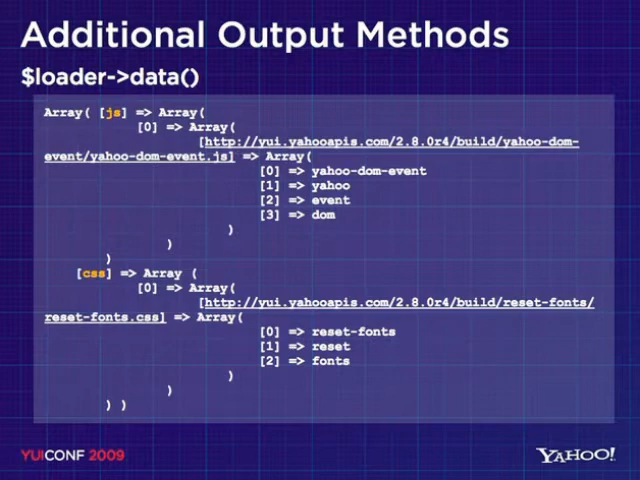 Additional Output Methods
$loader->data()
Array( [js] => Array(
[0] => Array(
[http://yui.yahooapis.com/2.8.0r4/build/yahoo-dom-
event/yahoo-dom-event.js] => Array(
[0] => yahoo-dom-event
[1] => yahoo
[2] => event
[3] => dom
)
)
)
[css] => Array (
[0] => Array(
[http://yui.yahooapis.com/2.8.0r4/build/reset-fonts/
reset-fonts.css] => Array(
[0] => reset-fonts
[1] => reset
[2] => fonts
)
)
) )
YUICONF 2009
YAHOO!